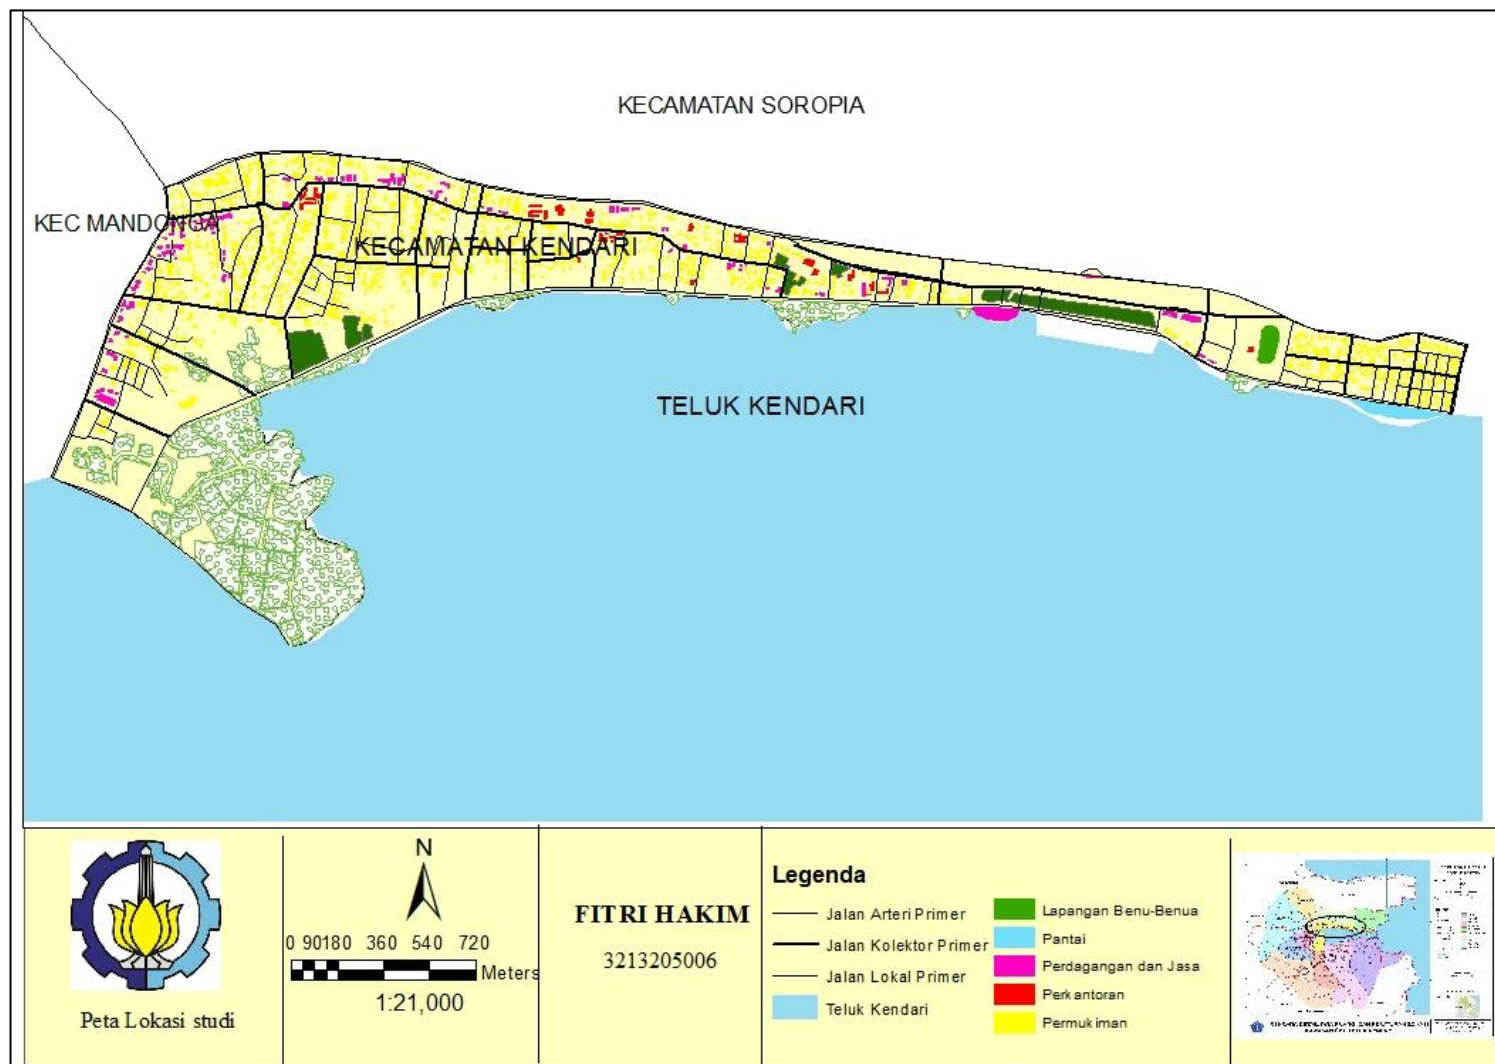 KECAMATAN SOROPIA
KEC MANDONGA
KECAMATAN KENDARI
TELUK KENDARI
Peta Lokasi studi
N
0 90 180 360 540 720
Meters
1:21,000
FITRI HAKIM
3213205006
Legenda
Jalan Arteri Primer
Jalan Kolektor Primer
Jalan Lokal Primer
Teluk Kendari
Lapangan Benu-Benua
Pantai
Perdagangan dan Jasa
Perkantoran
Permukiman